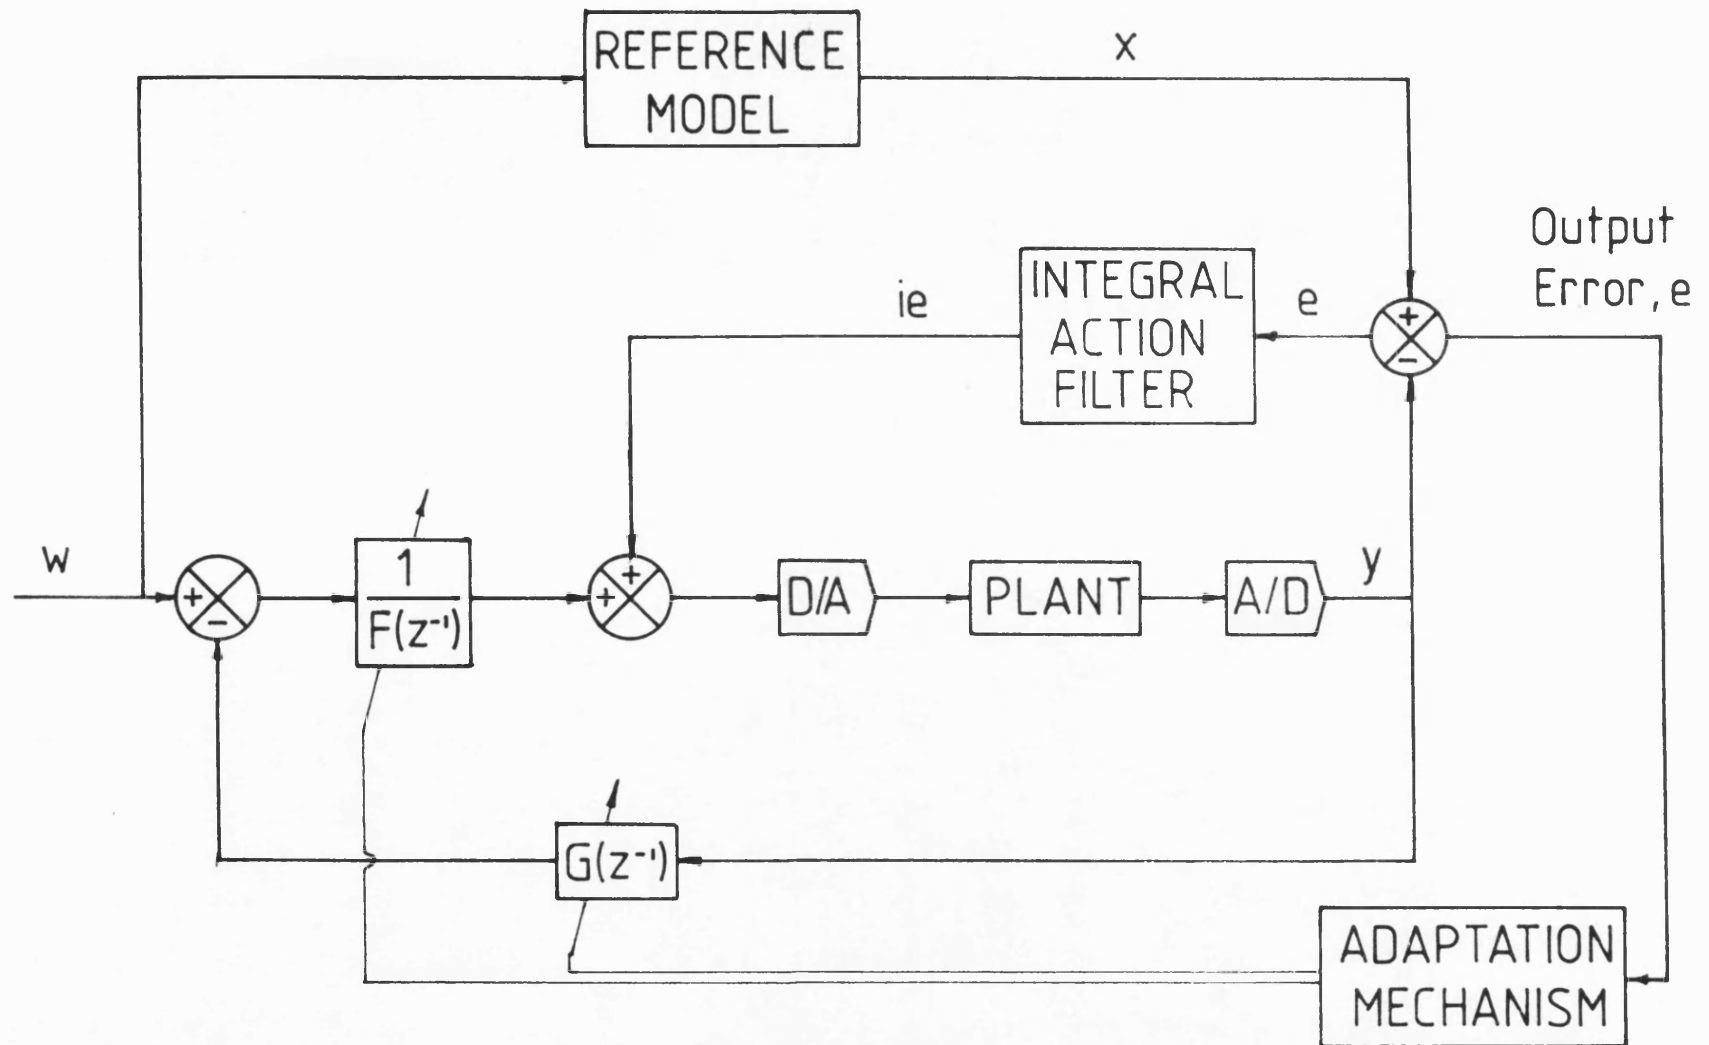 REFERENCE
MODEL
x
Output
Error, e
INTEGRAL
ACTION
FILTER
ie
e
+
-
w
+
-
1
F(z⁻¹)
+
+
D/A
PLANT
A/D
y
G(z⁻¹)
ADAPTATION
MECHANISM